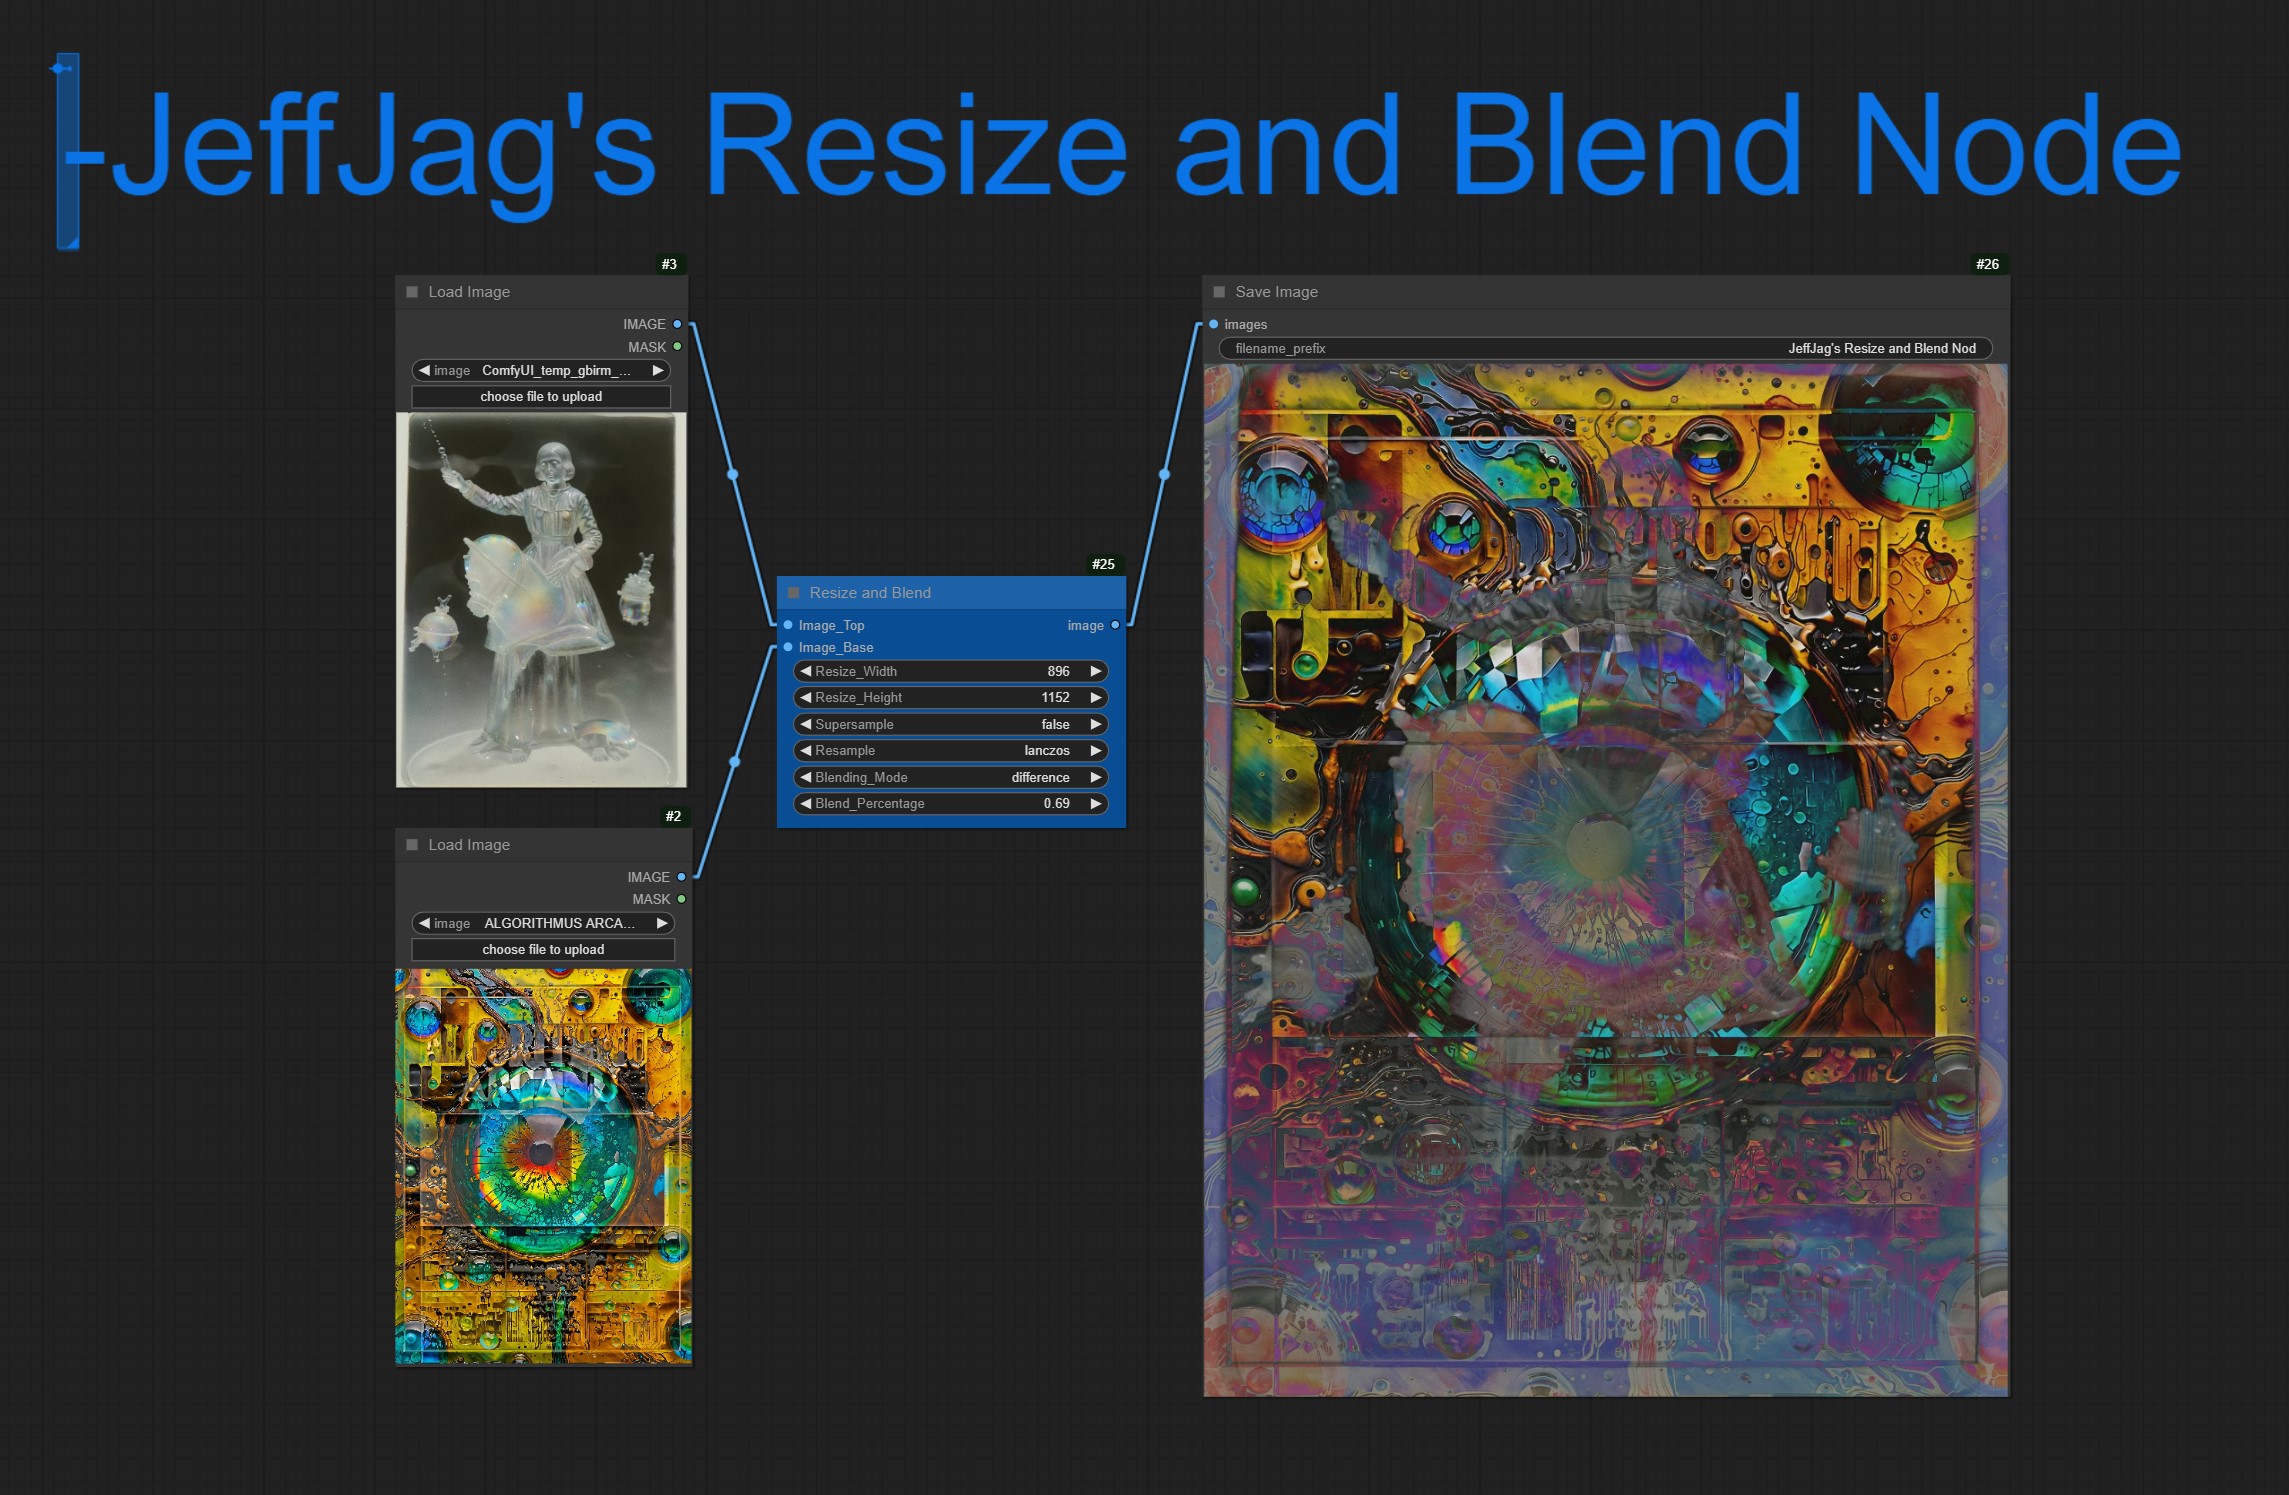 -JeffJag's Resize and Blend Node
#3
Load Image
IMAGE
MASK
image ComfyUI_temp_gbirm_...
choose file to upload
#2
Load Image
IMAGE
MASK
image ALGORITHMUS ARCA...
choose file to upload
#25
Resize and Blend
Image_Top image
Image_Base
Resize_Width 896
Resize_Height 1152
Supersample false
Resample lanczos
Blending_Mode difference
Blend_Percentage 0.69
#26
Save Image
images
filename_prefix JeffJag's Resize and Blend Nod